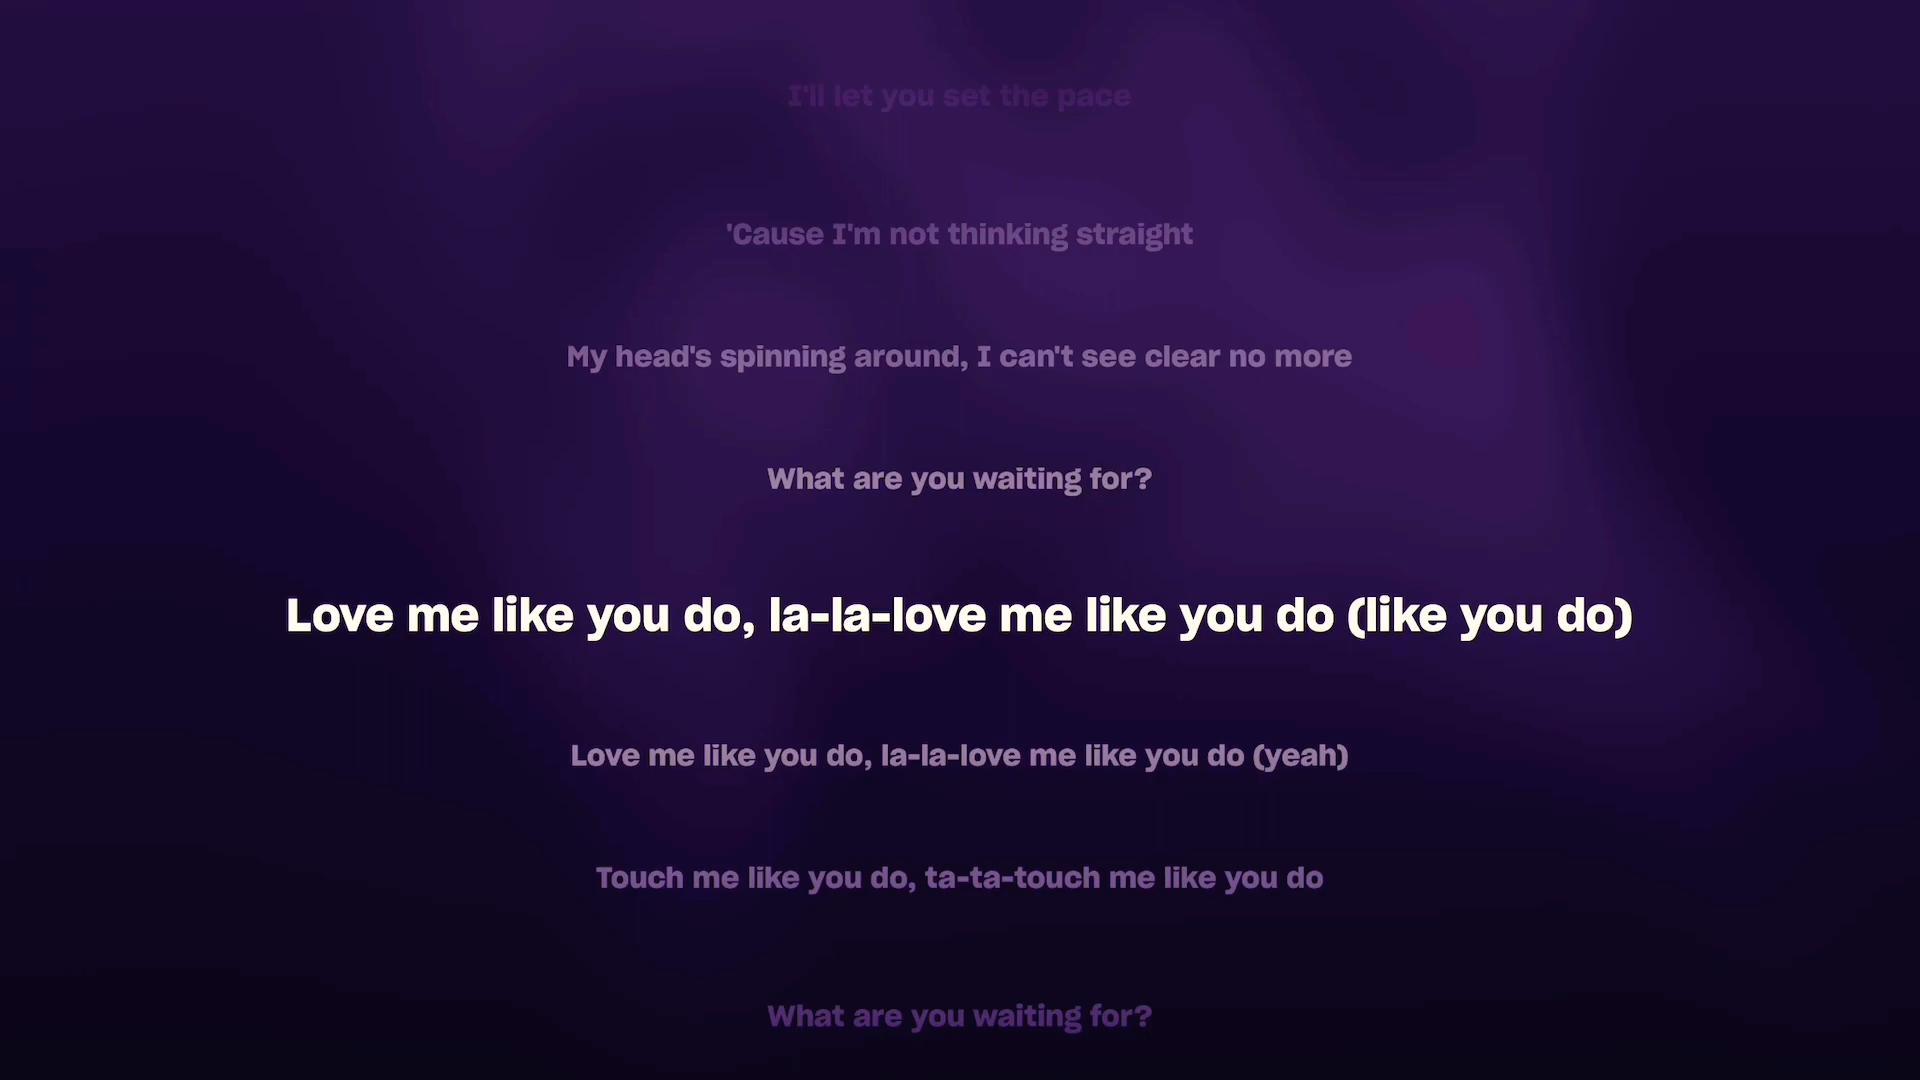 I'll let you set the pace
'Cause I'm not thinking straight
My head's spinning around, I can't see clear no more
What are you waiting for?
Love me like you do, la-la-love me like you do (like you do)
Love me like you do, la-la-love me like you do (yeah)
Touch me like you do, ta-ta-touch me like you do
What are you waiting for?